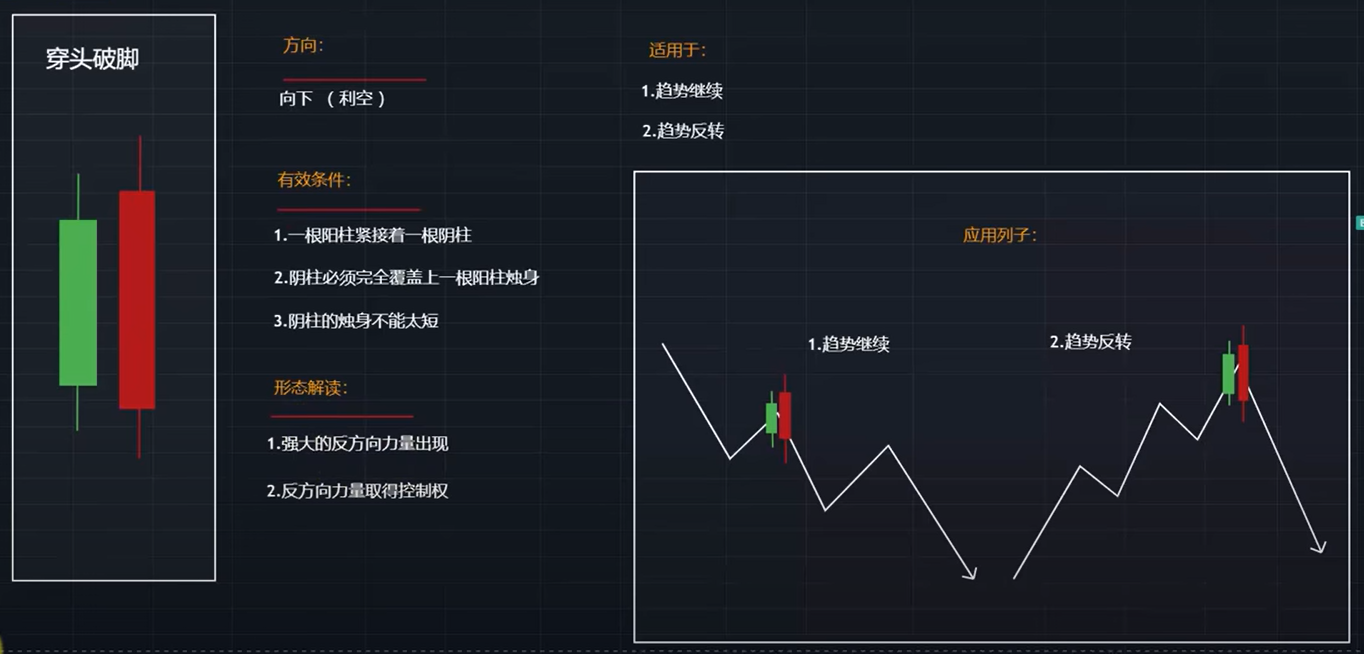 穿头破脚
方向：
向下 （利空）
有效条件：
1.一根阳柱紧接着一根阴柱
2.阴柱必须完全覆盖上一根阳柱烛身
3.阴柱的烛身不能太短
形态解读：
1.强大的反方向力量出现
2.反方向力量取得控制权
适用于：
1.趋势继续
2.趋势反转
应用列子：
1.趋势继续
2.趋势反转